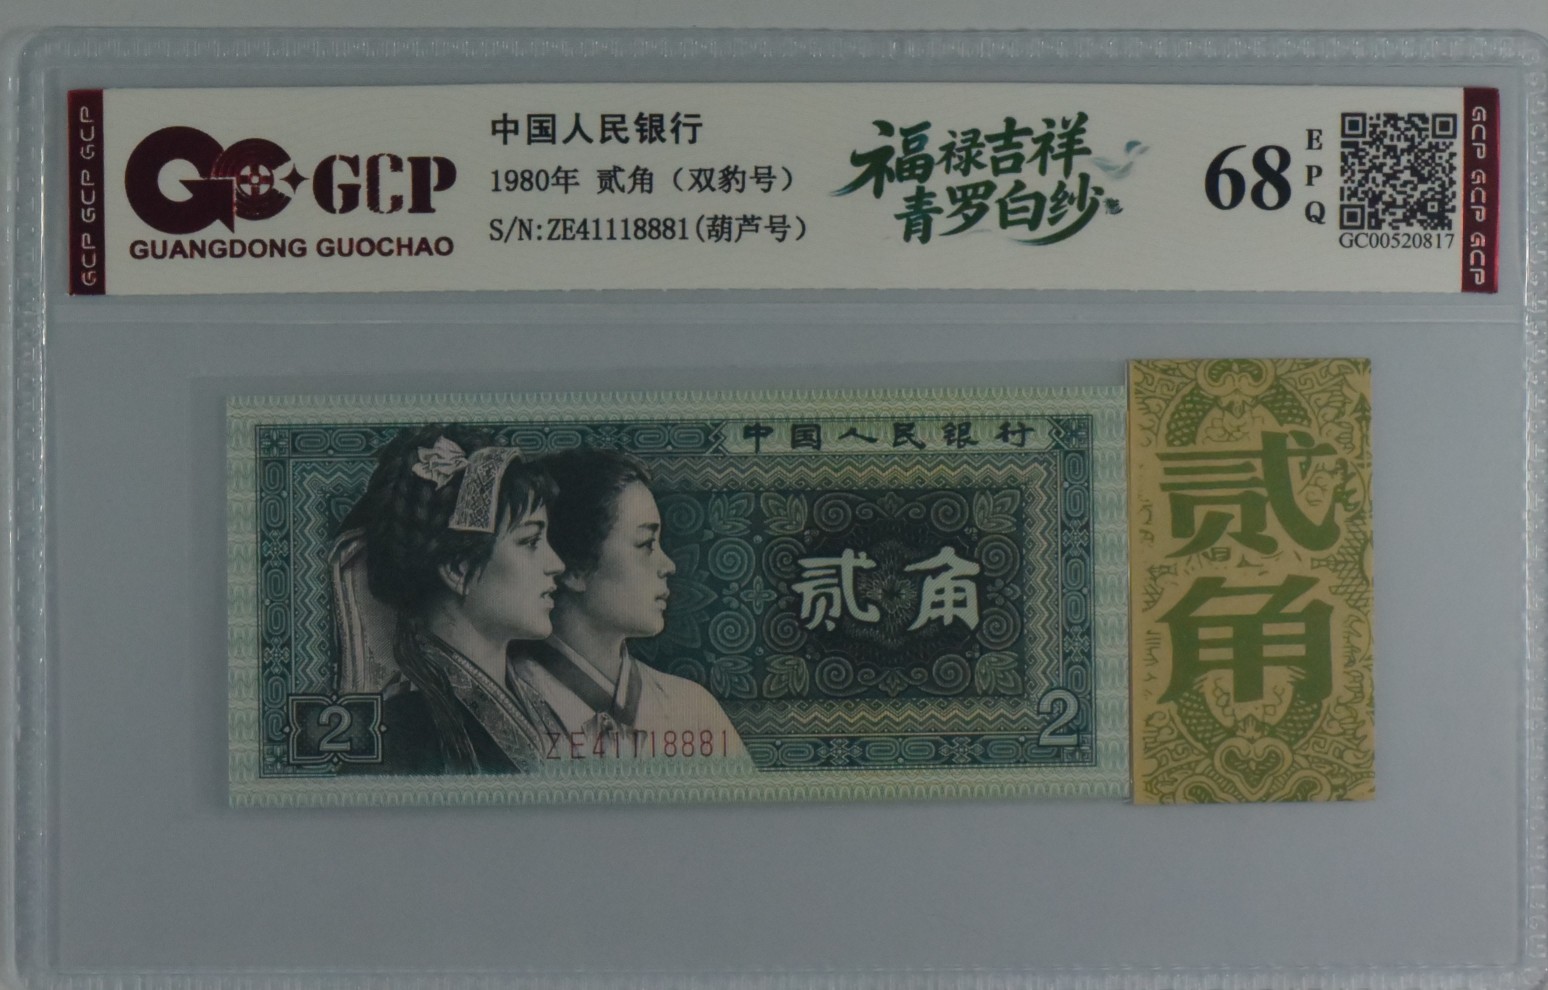 GCP GCP GCP
GCP
GUANGDONG GUOCHAO
中国人民银行
1980年 贰角（双豹号）
S/N:ZE41118881(葫芦号）
福禄吉祥
青罗白纱
68
EPQ
GC00520817
GCP GCP GCP
中国人民银行
贰角
2
ZE41118881
2
贰角